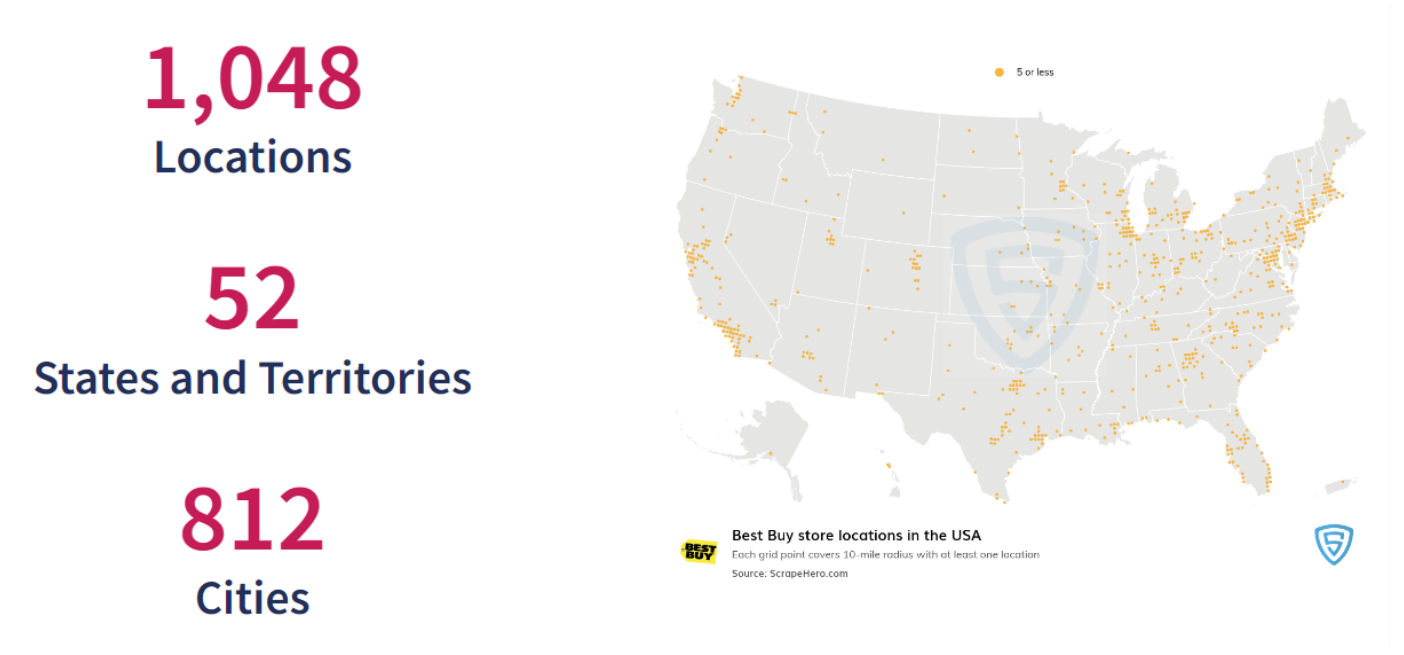 1,048
Locations
52
States and Territories
812
Cities
5 or less
BEST
BUY
Best Buy store locations in the USA
Each grid point covers 10-mile radius with at least one location
Source: ScrapeHero.com